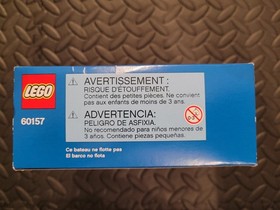 LEGO
60157
AVERTISSEMENT :
RISQUE D'ÉTOUFFEMENT.
Contient des petites pièces. Ne convient
pas aux enfants de moins de 3 ans.
ADVERTENCIA:
PELIGRO DE ASFIXIA.
No recomendado para niños menores de
3 años. Contiene piezas pequeñas.
Ce bateau ne flotte pas
El barco no flota